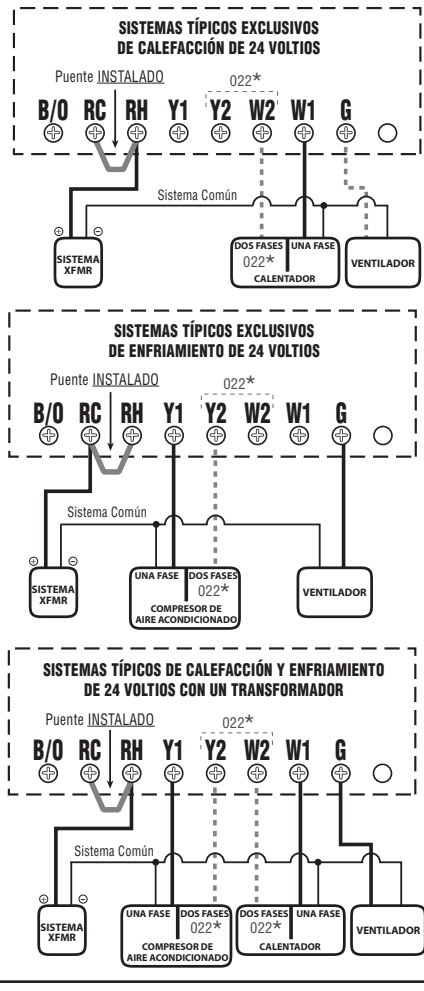 SISTEMAS TÍPICOS EXCLUSIVOS
DE CALEFACCIÓN DE 24 VOLTIOS
Puente INSTALADO
022*
B/O RC RH Y1 Y2 W2 W1 G
Sistema Común
⊕ ⊖
SISTEMA
XFMR
DOS FASES UNA FASE
022*
CALENTADOR
VENTILADOR
SISTEMAS TÍPICOS EXCLUSIVOS
DE ENFRIAMIENTO DE 24 VOLTIOS
Puente INSTALADO
022*
B/O RC RH Y1 Y2 W2 W1 G
Sistema Común
⊕ ⊖
SISTEMA
XFMR
UNA FASE DOS FASES
022*
COMPRESOR DE
AIRE ACONDICIONADO
VENTILADOR
SISTEMAS TÍPICOS DE CALEFACCIÓN Y ENFRIAMIENTO
DE 24 VOLTIOS CON UN TRANSFORMADOR
Puente INSTALADO
022*
B/O RC RH Y1 Y2 W2 W1 G
Sistema Común
⊕ ⊖
SISTEMA
XFMR
UNA FASE DOS FASES
022*
COMPRESOR DE
AIRE ACONDICIONADO
DOS FASES UNA FASE
022*
CALENTADOR
VENTILADOR